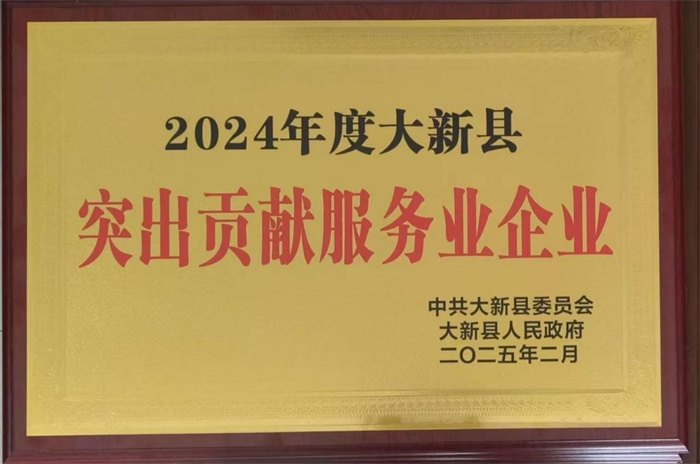 2024年度大新县
突出贡献服务业企业
中共大新县委员会
大新县人民政府
二〇二五年二月